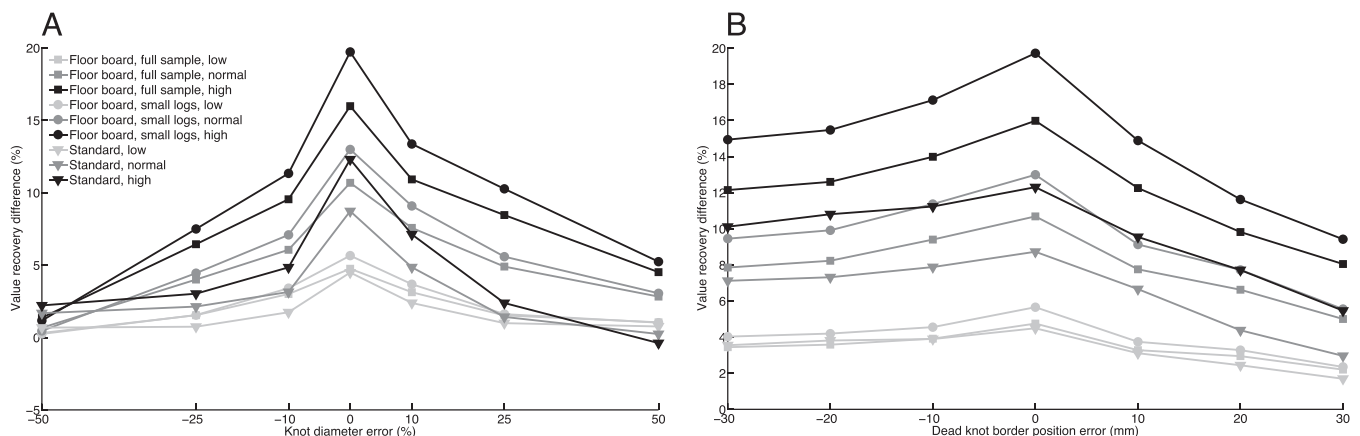 A
Value recovery difference (%)
20
15
10
5
0
−5
Floor board, full sample, low
Floor board, full sample, normal
Floor board, full sample, high
Floor board, small logs, low
Floor board, small logs, normal
Floor board, small logs, high
Standard, low
Standard, normal
Standard, high
−50 −25 −10 0 10 25 50
Knot diameter error (%)
B
Value recovery difference (%)
20
18
16
14
12
10
8
6
4
2
0
−30 −20 −10 0 10 20 30
Dead knot border position error (mm)